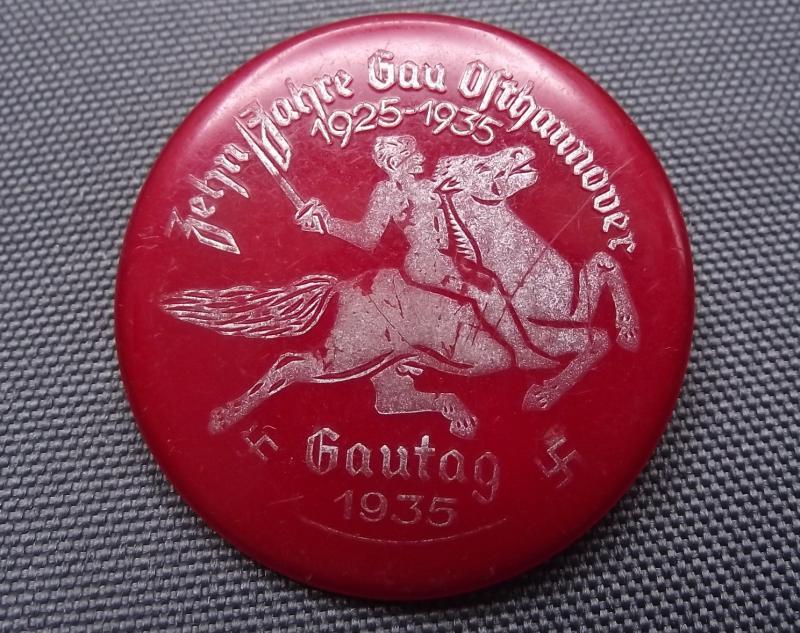 Zehn Jahre Gau Osthannover
1925-1935
Gautag
1935